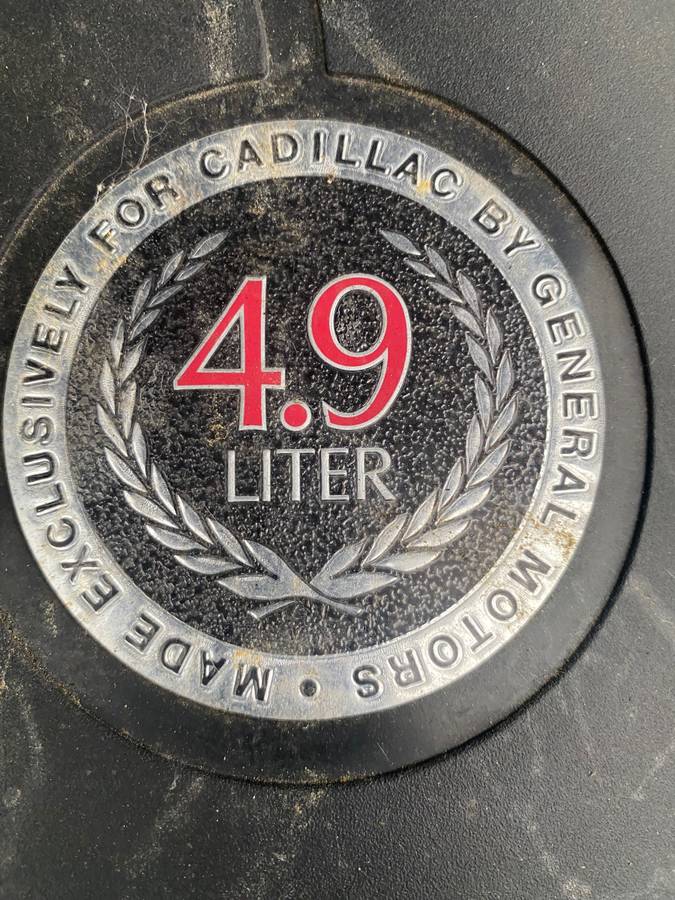 MADE EXCLUSIVELY FOR CADILLAC BY GENERAL MOTORS •
4.9
LITER